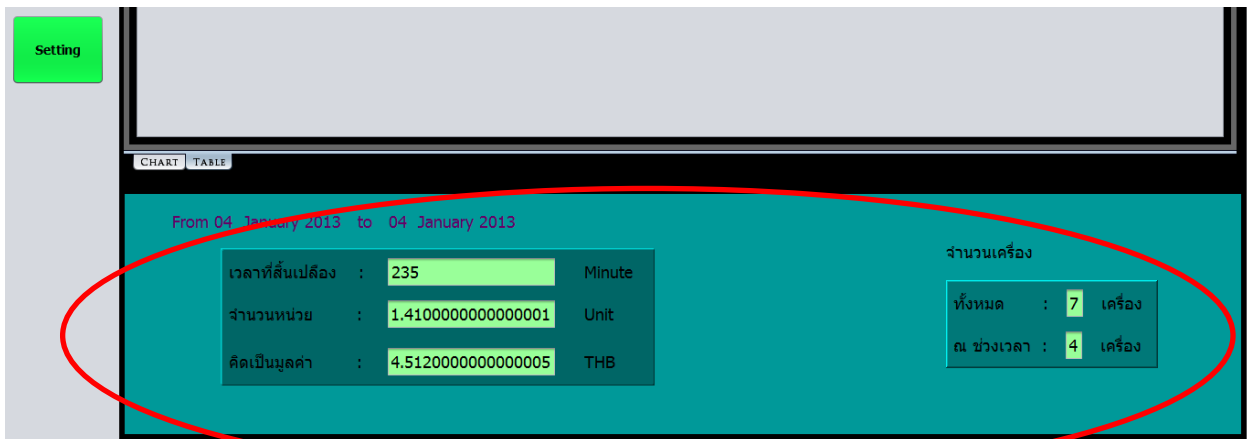 Setting
CHART TABLE
From 04 January 2013 to 04 January 2013
เวลาที่สิ้นเปลือง : 235 Minute
จำนวนหน่วย : 1.4100000000000001 Unit
คิดเป็นมูลค่า : 4.5120000000000005 THB
จำนวนเครื่อง
ทั้งหมด : 7 เครื่อง
ณ ช่วงเวลา : 4 เครื่อง